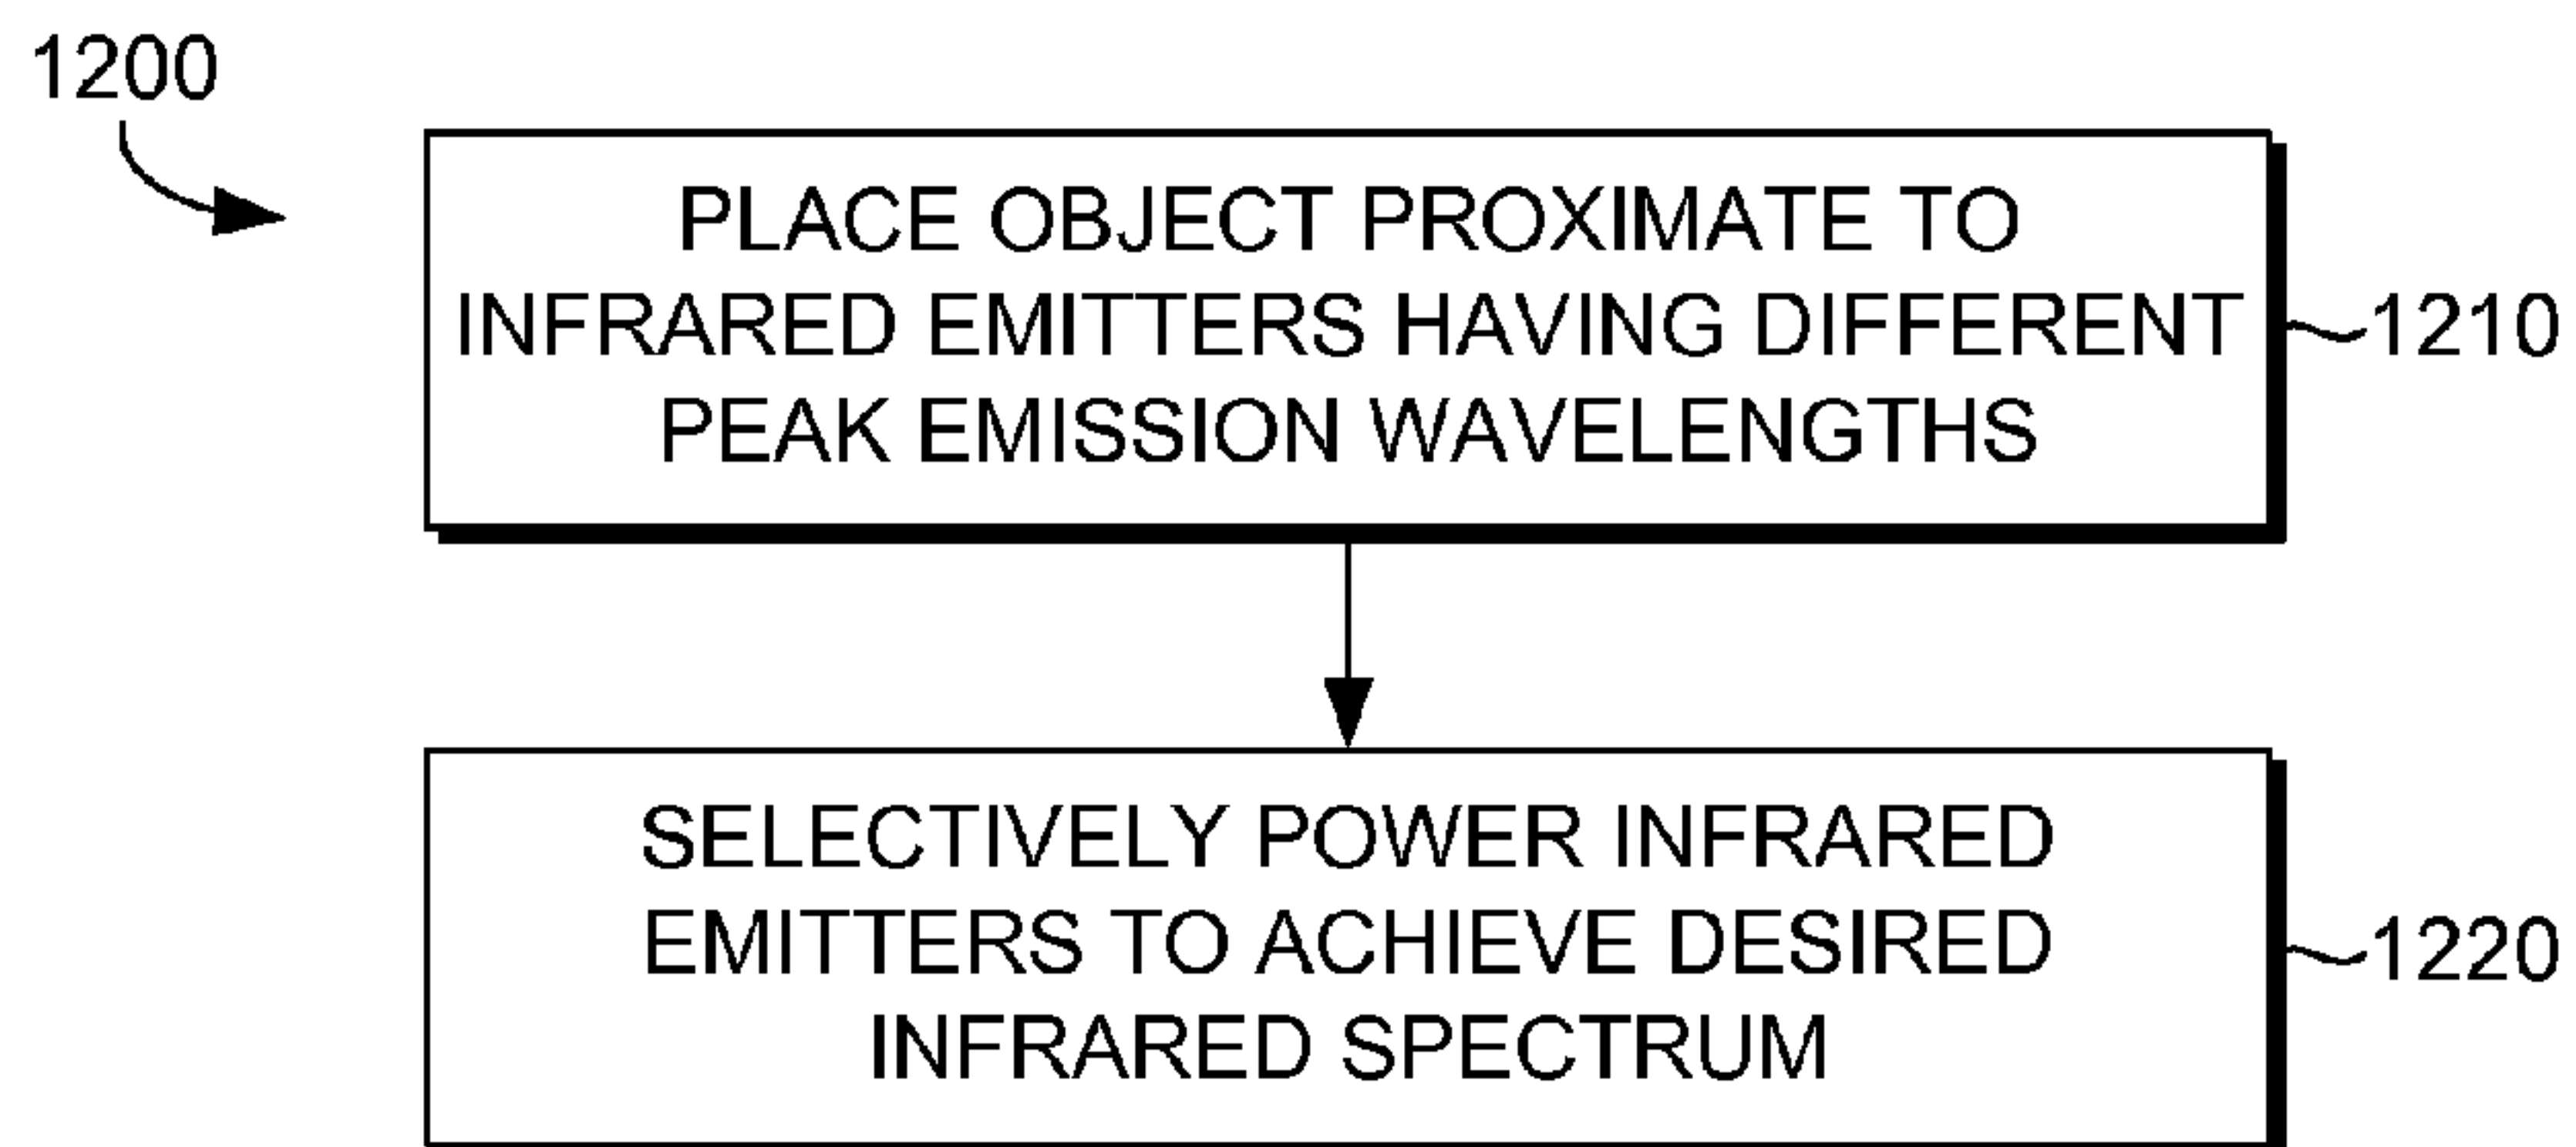 1200
PLACE OBJECT PROXIMATE TO
INFRARED EMITTERS HAVING DIFFERENT
PEAK EMISSION WAVELENGTHS
1210
SELECTIVELY POWER INFRARED
EMITTERS TO ACHIEVE DESIRED
INFRARED SPECTRUM
1220